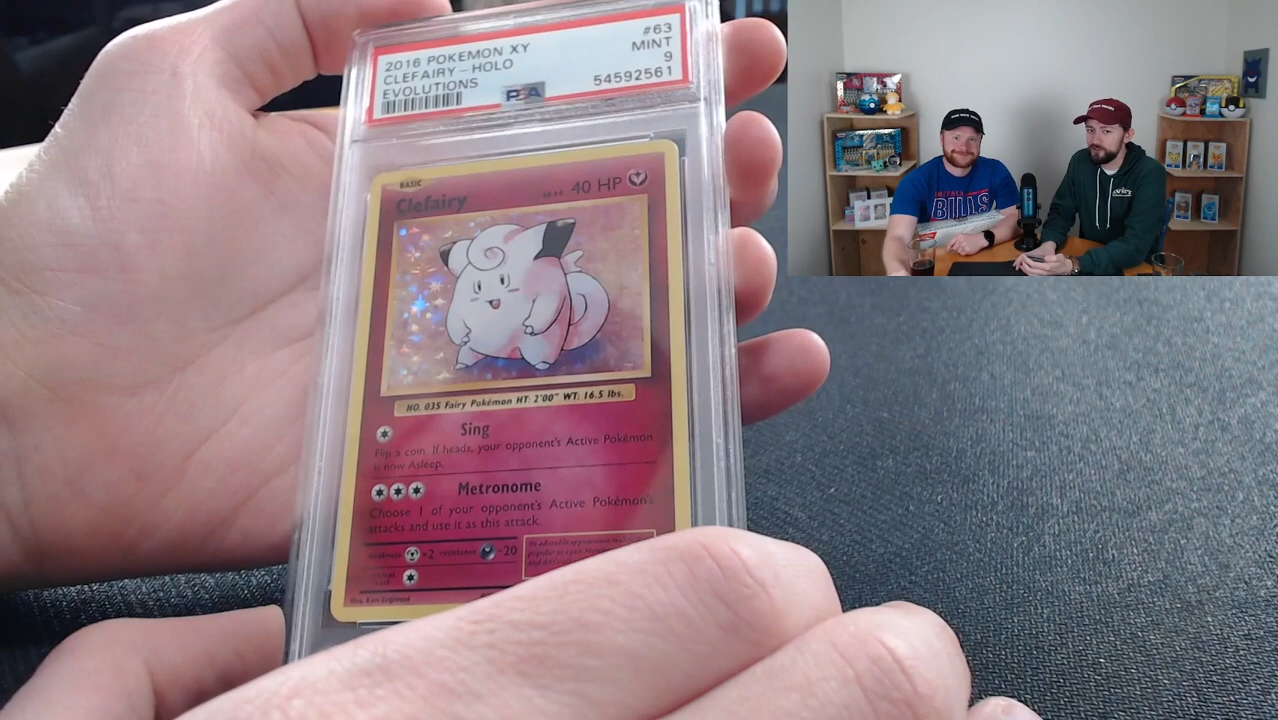 2016 POKEMON XY #63
CLEFAIRY - HOLO MINT
EVOLUTIONS 9
PSA 54592561
BASIC
Clefairy 40 HP
NO. 035 Fairy Pokémon HT: 2'00" WT: 16.5 lbs.
Sing
Flip a coin. If heads, your opponent's Active Pokémon
is now Asleep.
Metronome
Choose 1 of your opponent's Active Pokémon's
attacks and use it as this attack.
weakness ×2 resistance -20
BILLS